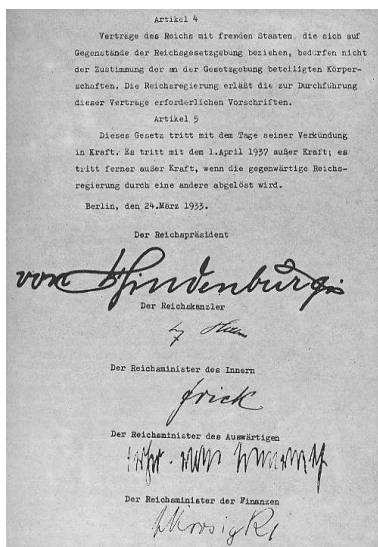 Artikel 4
Verträge des Reichs mit fremden Staaten, die sich auf
Gegenstände der Reichsgesetzgebung beziehen, bedürfen nicht
der Zustimmung der an der Gesetzgebung beteiligten Körper-
schaften. Die Reichsregierung erläßt die zur Durchführung
dieser Verträge erforderlichen Vorschriften.
Artikel 5
Dieses Gesetz tritt mit dem Tage seiner Verkündung
in Kraft. Es tritt mit dem 1.April 1937 außer Kraft; es
tritt ferner außer Kraft, wenn die gegenwärtige Reichs-
regierung durch eine andere abgelöst wird.
Berlin, den 24.März 1933.
Der Reichspräsident
von Hindenburg
Der Reichskanzler
Hitler
Der Reichsminister des Innern
Frick
Der Reichsminister des Auswärtigen
Frhr. von Neurath
Der Reichsminister der Finanzen
Krosigk